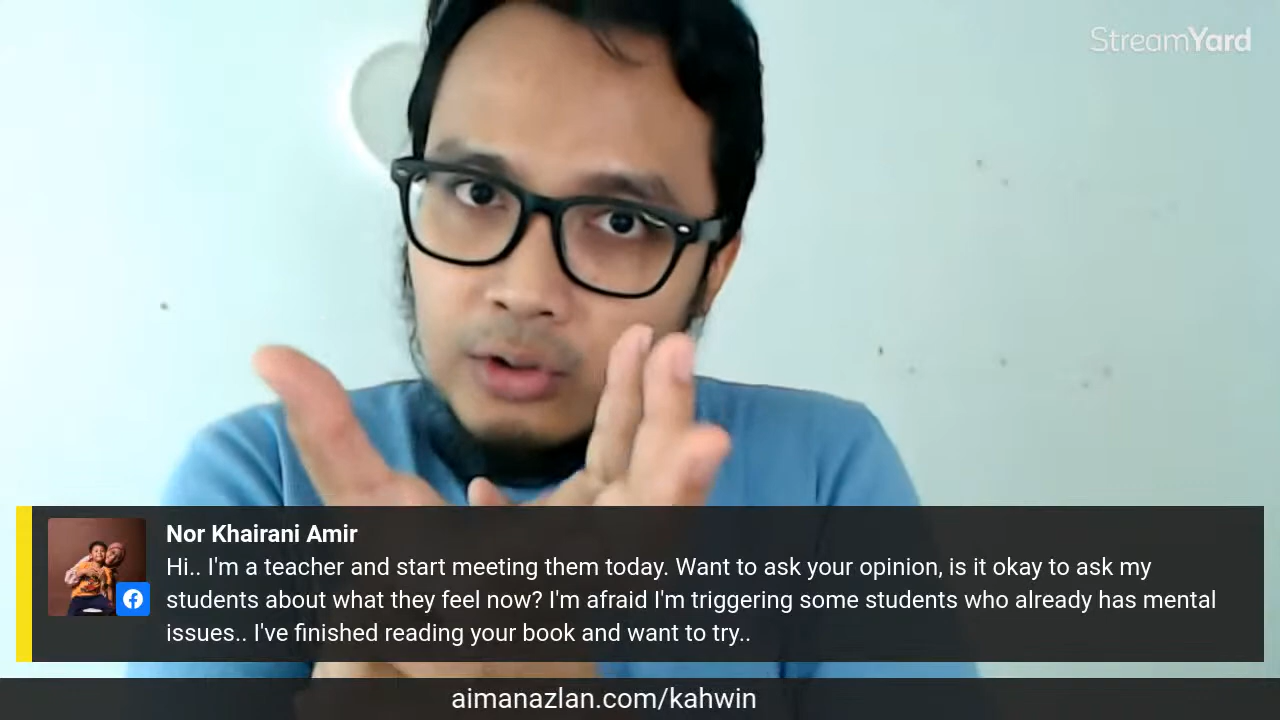 StreamYard
Nor Khairani Amir
Hi.. I'm a teacher and start meeting them today. Want to ask your opinion, is it okay to ask my
students about what they feel now? I'm afraid I'm triggering some students who already has mental
issues.. I've finished reading your book and want to try..
aimanazlan.com/kahwin